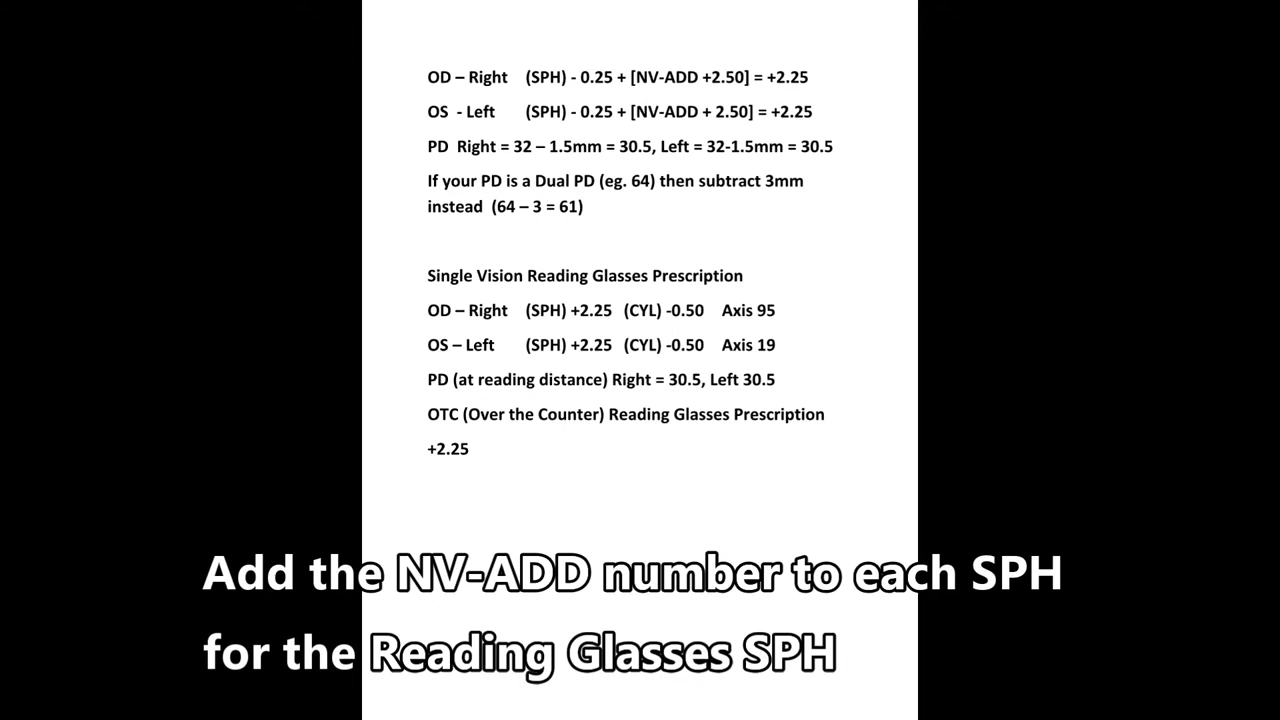 OD – Right (SPH) - 0.25 + [NV-ADD +2.50] = +2.25
OS - Left (SPH) - 0.25 + [NV-ADD + 2.50] = +2.25
PD Right = 32 – 1.5mm = 30.5, Left = 32-1.5mm = 30.5
If your PD is a Dual PD (eg. 64) then subtract 3mm
instead (64 – 3 = 61)
Single Vision Reading Glasses Prescription
OD – Right (SPH) +2.25 (CYL) -0.50 Axis 95
OS – Left (SPH) +2.25 (CYL) -0.50 Axis 19
PD (at reading distance) Right = 30.5, Left 30.5
OTC (Over the Counter) Reading Glasses Prescription
+2.25
Add the NV-ADD number to each SPH
for the Reading Glasses SPH